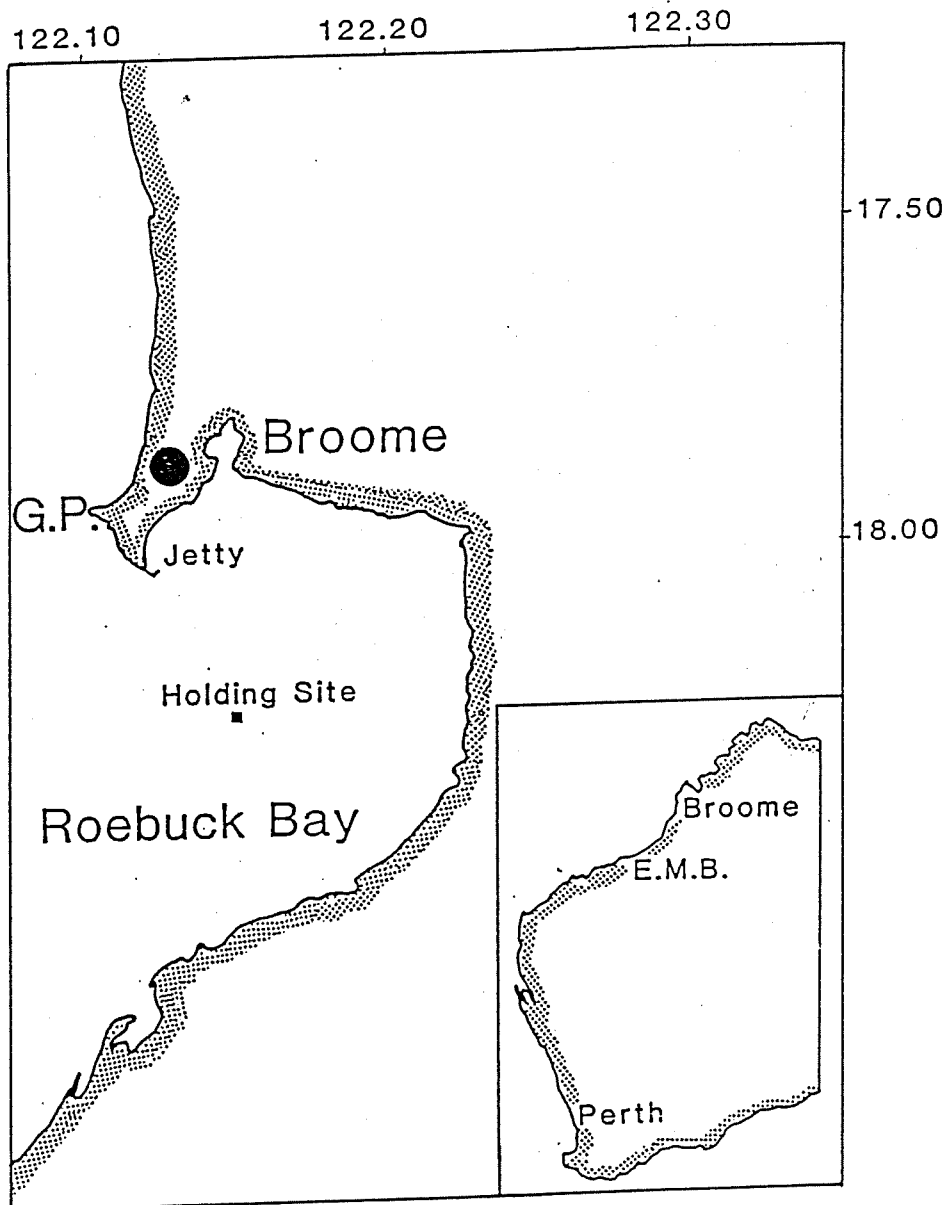 122.10 122.20 122.30
17.50
Broome
G.P.
18.00
Jetty
Holding Site
Roebuck Bay
Broome
E.M.B.
Perth